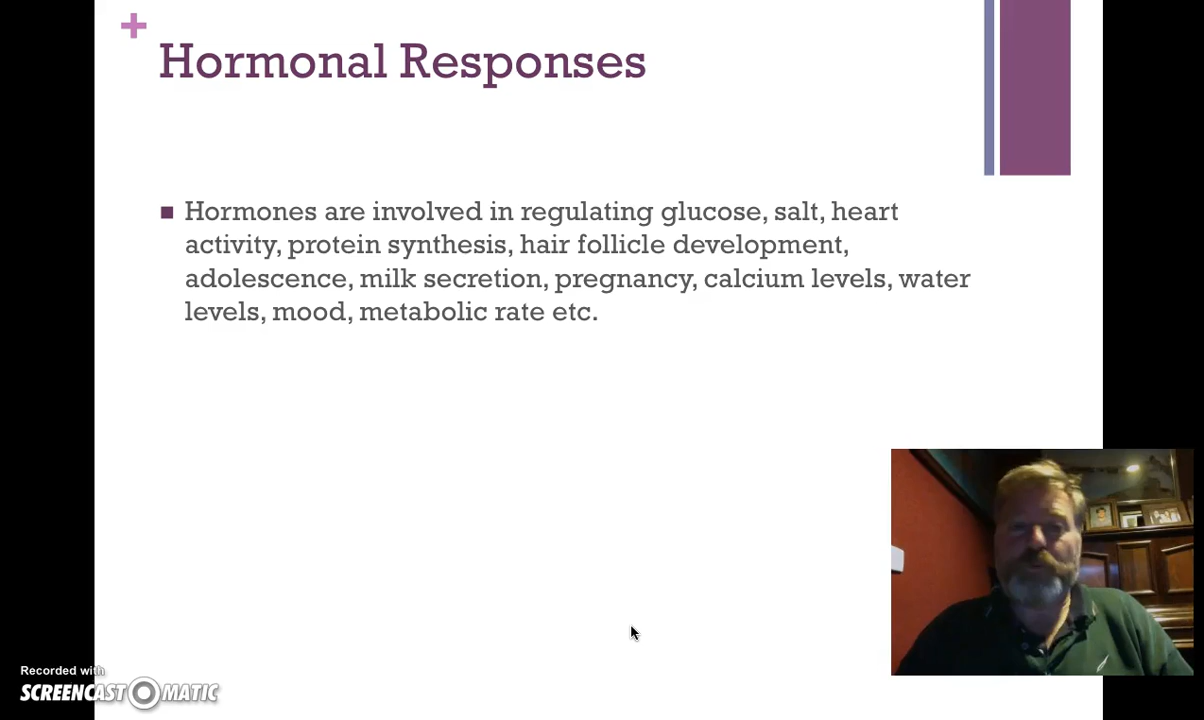 +
Hormonal Responses
Hormones are involved in regulating glucose, salt, heart
activity, protein synthesis, hair follicle development,
adolescence, milk secretion, pregnancy, calcium levels, water
levels, mood, metabolic rate etc.
Recorded with
SCREENCAST MATIC